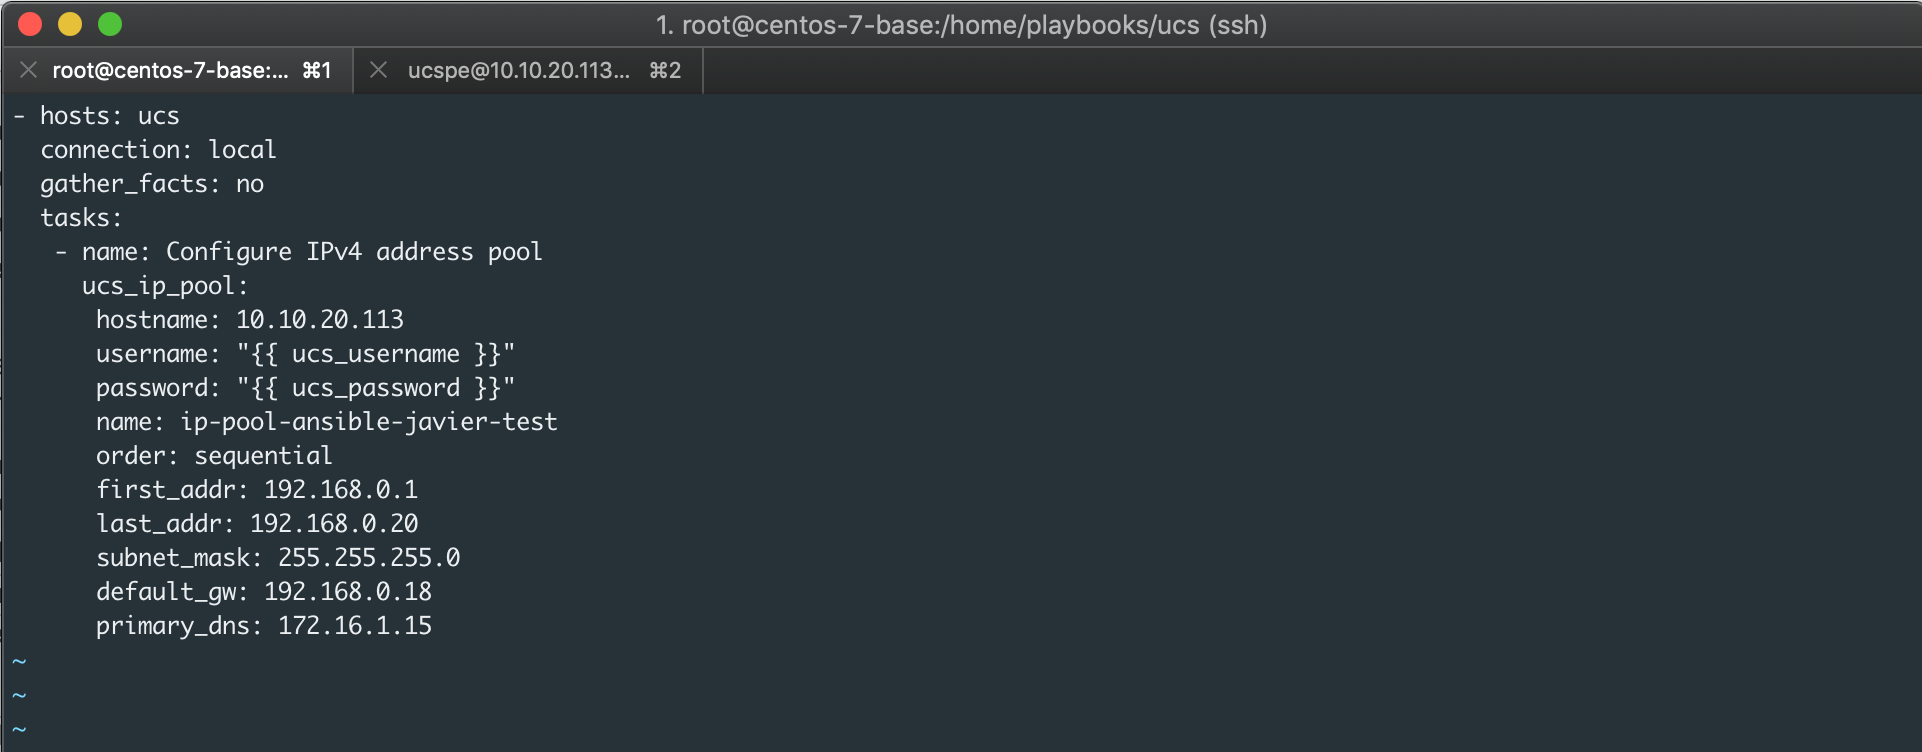 1. root@centos-7-base:/home/playbooks/ucs (ssh)
root@centos-7-base:... ⌘1 ucspe@10.10.20.113... ⌘2
- hosts: ucs
  connection: local
  gather_facts: no
  tasks:
   - name: Configure IPv4 address pool
     ucs_ip_pool:
      hostname: 10.10.20.113
      username: "{{ ucs_username }}"
      password: "{{ ucs_password }}"
      name: ip-pool-ansible-javier-test
      order: sequential
      first_addr: 192.168.0.1
      last_addr: 192.168.0.20
      subnet_mask: 255.255.255.0
      default_gw: 192.168.0.18
      primary_dns: 172.16.1.15
~
~
~